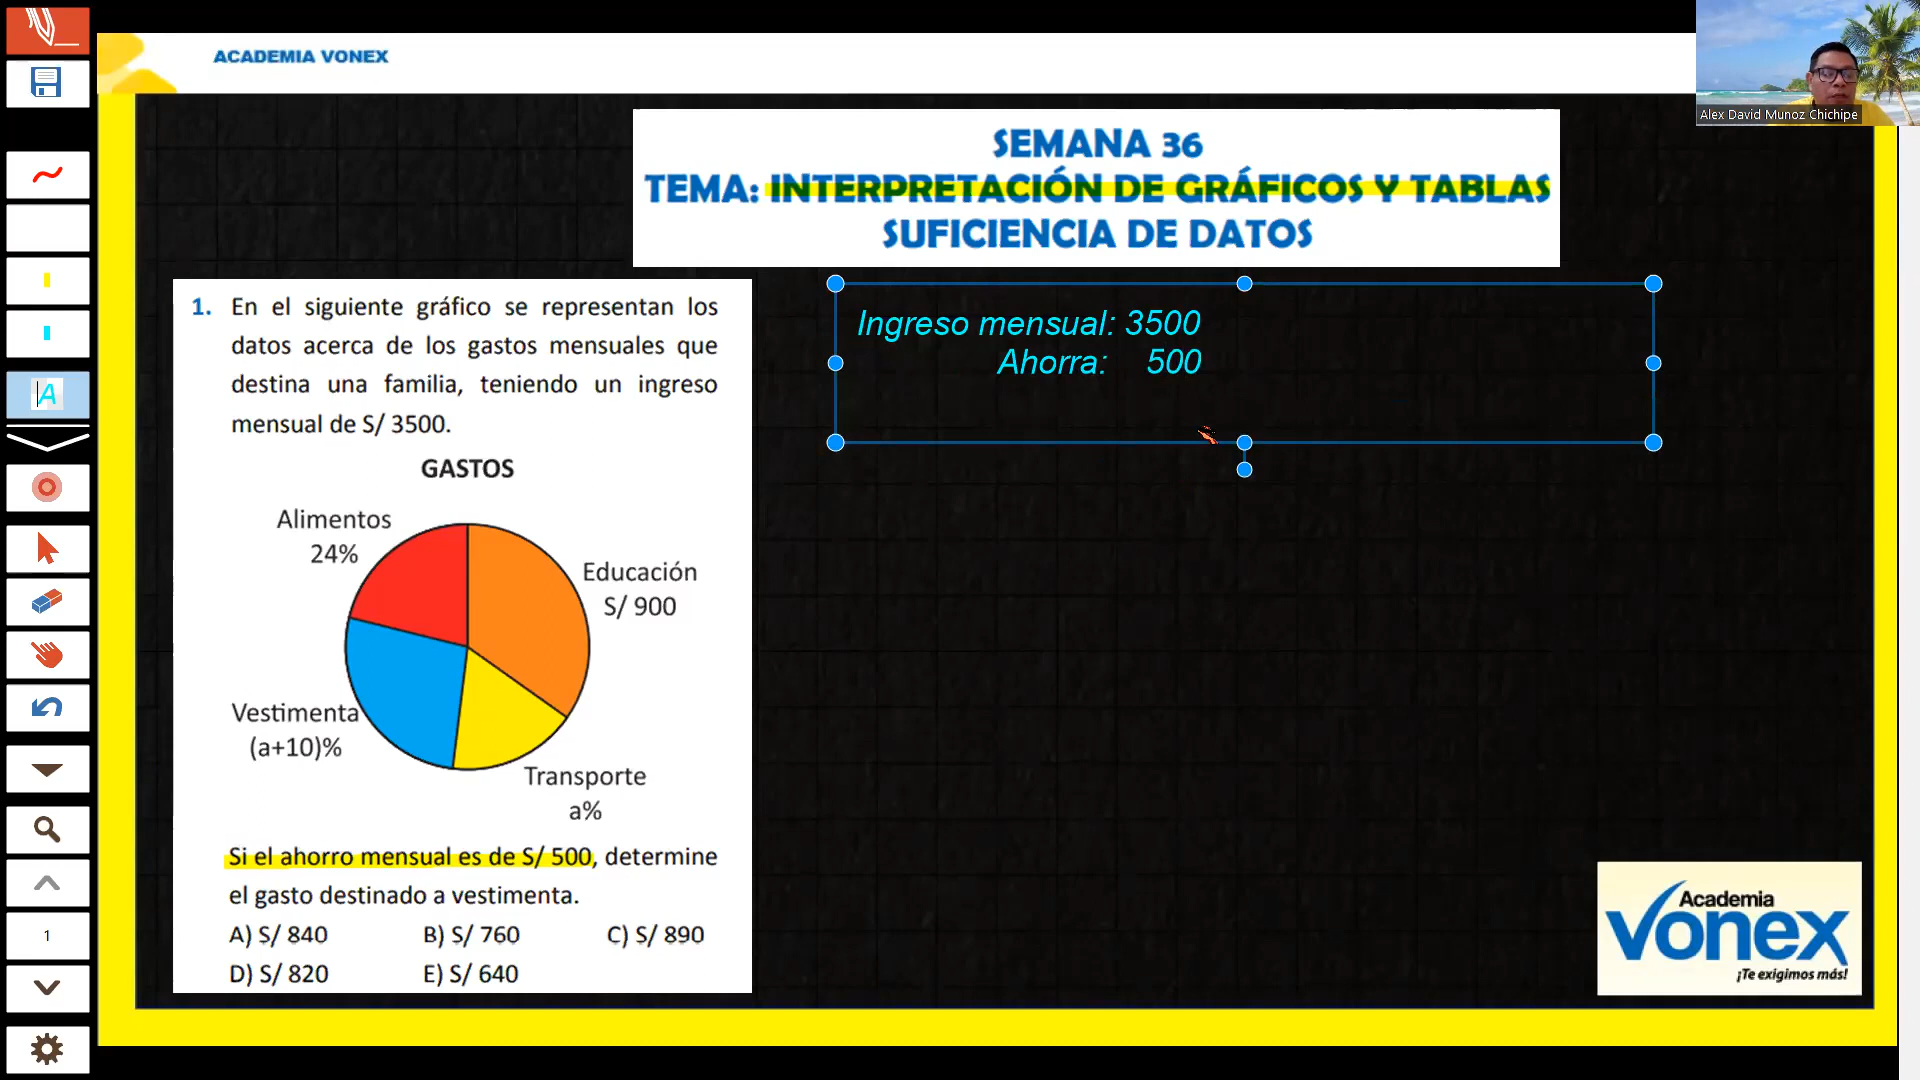 ACADEMIA VONEX
Alex David Munoz Chichipe
SEMANA 36
TEMA: INTERPRETACIÓN DE GRÁFICOS Y TABLAS
SUFICIENCIA DE DATOS
1. En el siguiente gráfico se representan los
datos acerca de los gastos mensuales que
destina una familia, teniendo un ingreso
mensual de S/ 3500.
GASTOS
Alimentos
24%
Educación
S/ 900
Vestimenta
(a+10)%
Transporte
a%
Si el ahorro mensual es de S/ 500, determine
el gasto destinado a vestimenta.
A) S/ 840 B) S/ 760 C) S/ 890
D) S/ 820 E) S/ 640
Ingreso mensual: 3500
Ahorra: 500
A
1
Academia
Vonex
¡Te exigimos más!